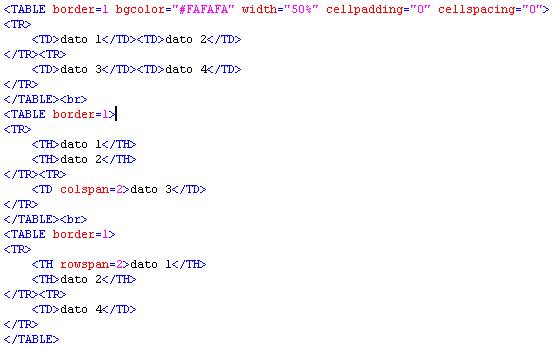 <TABLE border=1 bgcolor="#FAFAFA" width="50%" cellpadding="0" cellspacing="0">
<TR>
    <TD>dato 1</TD><TD>dato 2</TD>
</TR><TR>
    <TD>dato 3</TD><TD>dato 4</TD>
</TR>
</TABLE><br>
<TABLE border=1>
<TR>
    <TH>dato 1</TH>
    <TH>dato 2</TH>
</TR><TR>
    <TD colspan=2>dato 3</TD>
</TR>
</TABLE><br>
<TABLE border=1>
<TR>
    <TH rowspan=2>dato 1</TH>
    <TH>dato 2</TH>
</TR><TR>
    <TD>dato 4</TD>
</TR>
</TABLE>